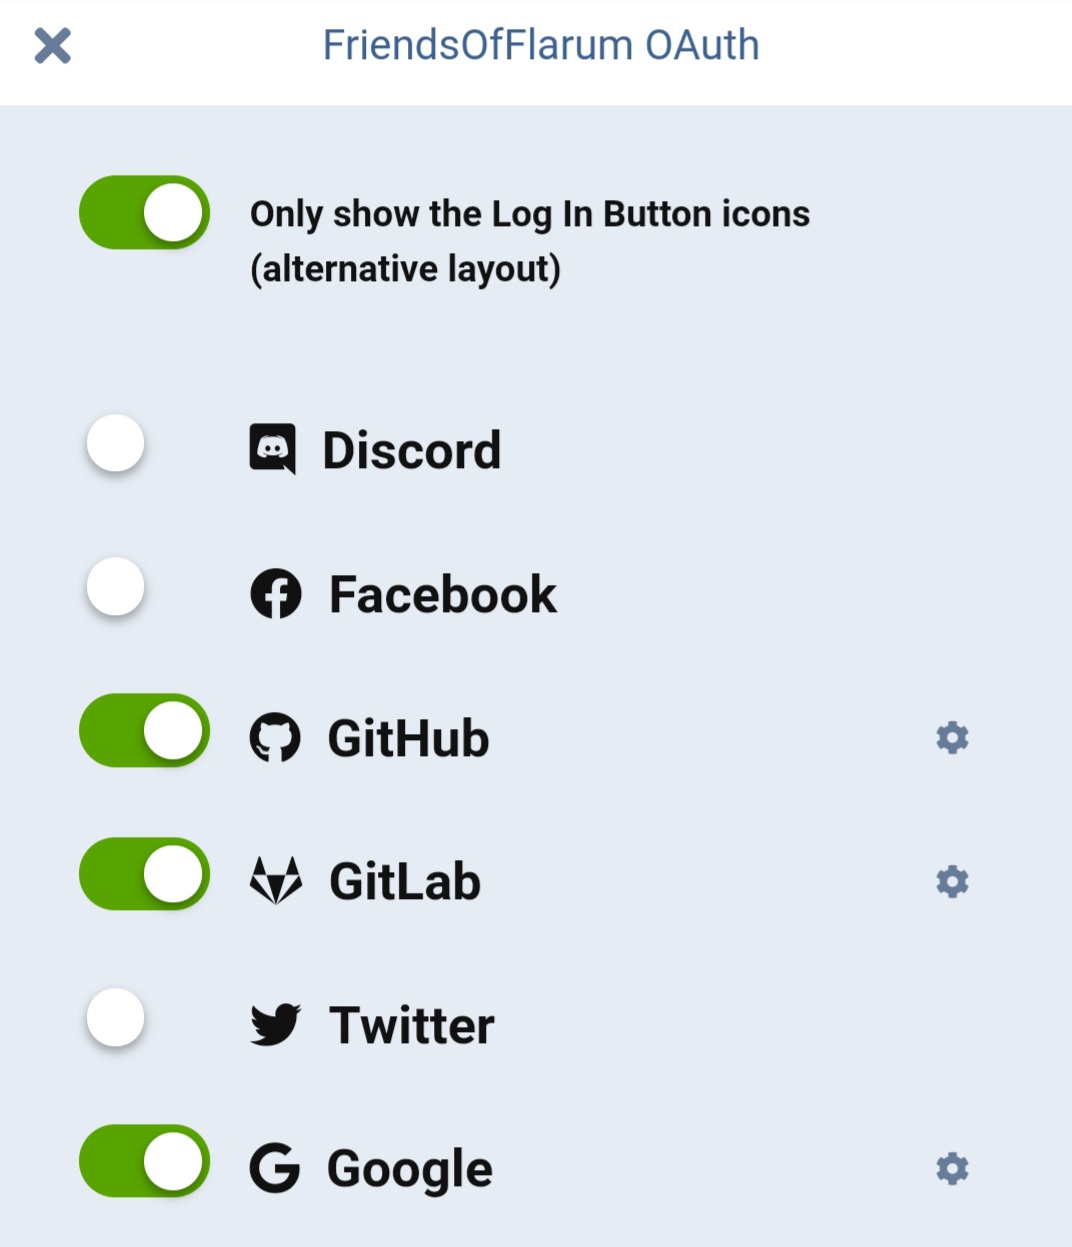 FriendsOfFlarum OAuth
Only show the Log In Button icons
(alternative layout)
Discord
Facebook
GitHub
GitLab
Twitter
Google